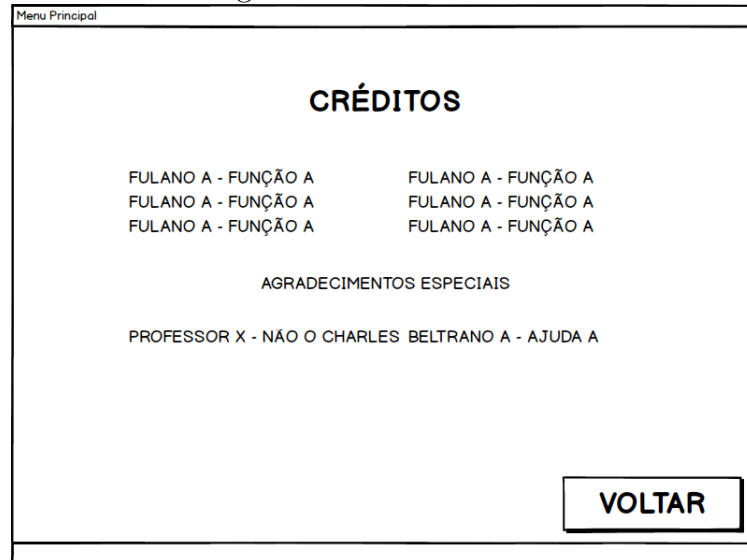 Menu Principal
CRÉDITOS
FULANO A - FUNÇÃO A FULANO A - FUNÇÃO A
FULANO A - FUNÇÃO A FULANO A - FUNÇÃO A
FULANO A - FUNÇÃO A FULANO A - FUNÇÃO A
AGRADECIMENTOS ESPECIAIS
PROFESSOR X - NÃO O CHARLES BELTRANO A - AJUDA A
VOLTAR